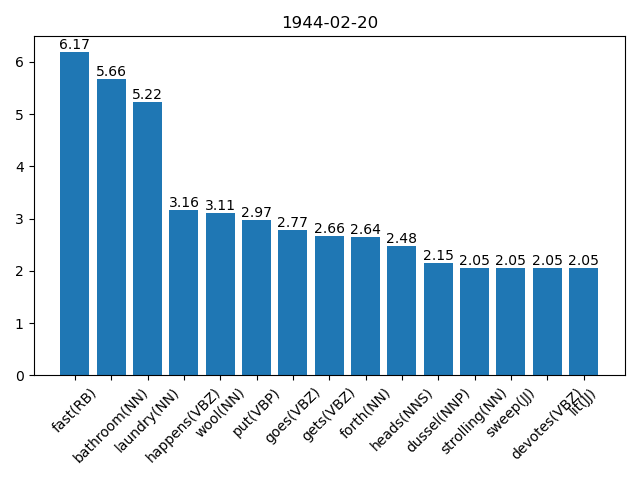 1944-02-20
6.17
5.66
5.22
3.16
3.11
2.97
2.77
2.66
2.64
2.48
2.15
2.05
2.05
2.05
2.05
6
5
4
3
2
1
0
fast(RB)
bathroom(NN)
laundry(NN)
happens(VBZ)
wool(NN)
put(VBP)
goes(VBZ)
gets(VBZ)
forth(NN)
heads(NNS)
dussel(NNP)
strolling(NN)
sweep(JJ)
devotes(VBZ)
lit(JJ)